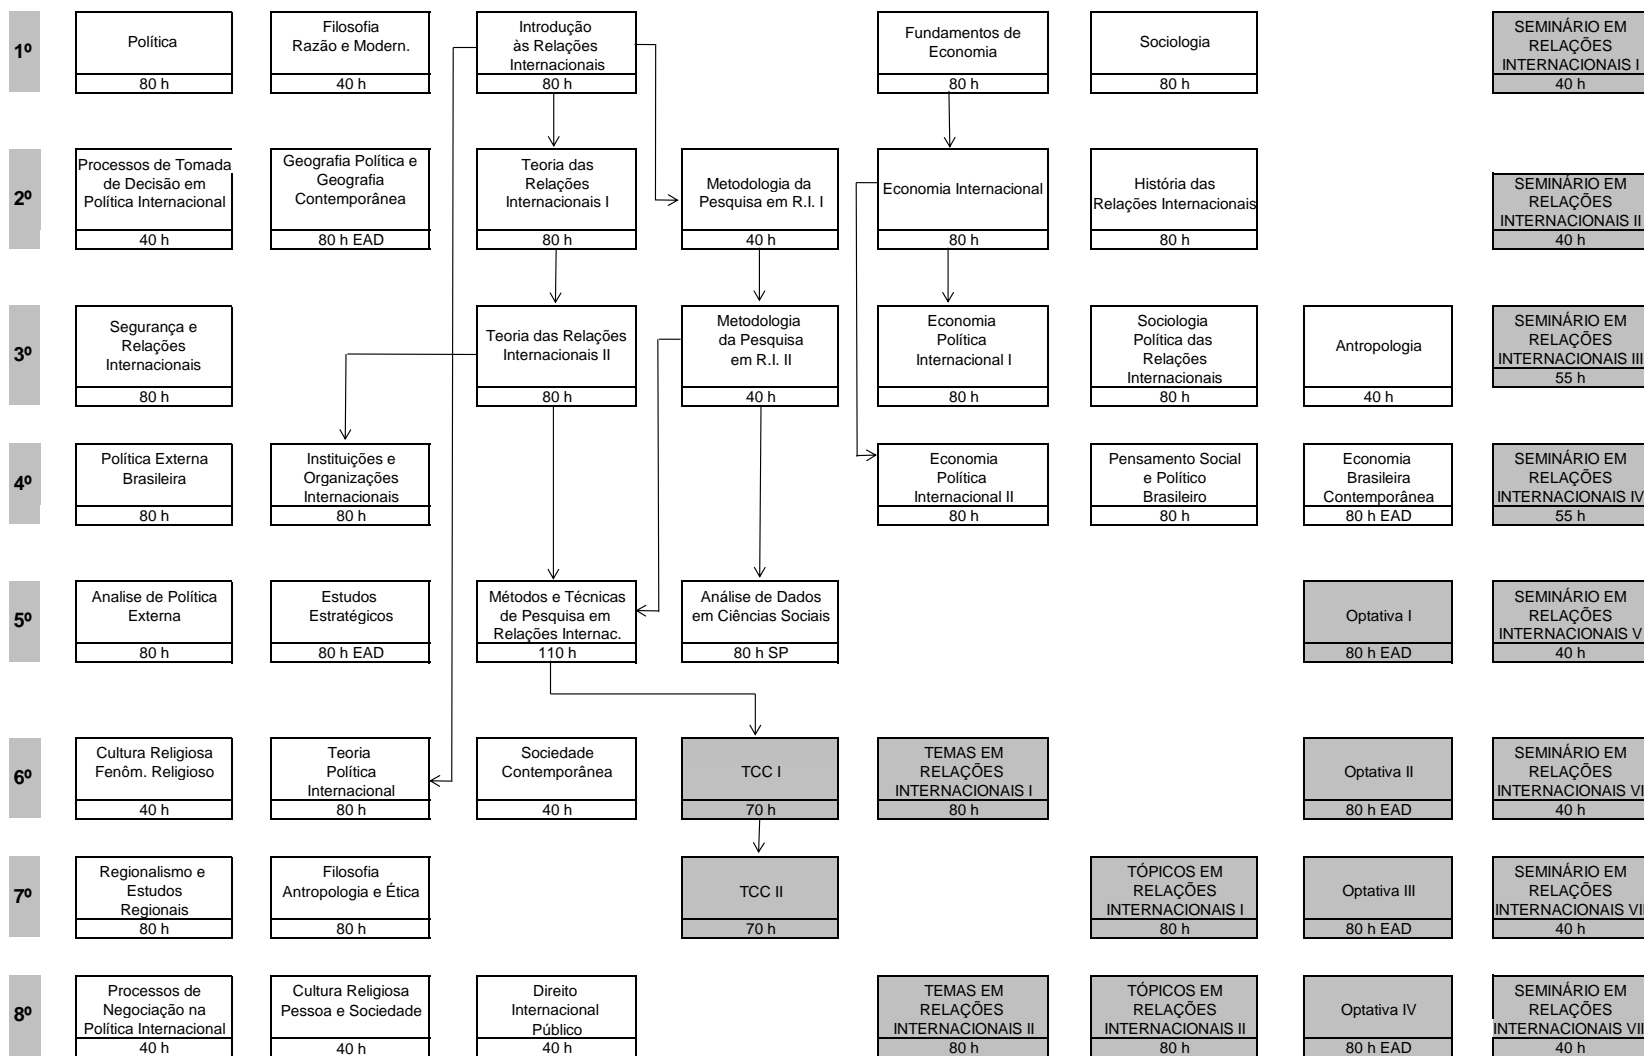 1º
Política
80 h
Filosofia
Razão e Modern.
40 h
Introdução
às Relações
Internacionais
80 h
Fundamentos de
Economia
80 h
Sociologia
80 h
SEMINÁRIO EM
RELAÇÕES
INTERNACIONAIS I
40 h
2º
Processos de Tomada
de Decisão em
Política Internacional
40 h
Geografia Política e
Geografia
Contemporânea
80 h EAD
Teoria das
Relações
Internacionais I
80 h
Metodologia da
Pesquisa em R.I. I
40 h
Economia Internacional
80 h
História das
Relações Internacionais
80 h
SEMINÁRIO EM
RELAÇÕES
INTERNACIONAIS II
40 h
3º
Segurança e
Relações
Internacionais
80 h
Teoria das Relações
Internacionais II
80 h
Metodologia
da Pesquisa
em R.I. II
40 h
Economia
Política
Internacional I
80 h
Sociologia
Política das
Relações
Internacionais
80 h
Antropologia
40 h
SEMINÁRIO EM
RELAÇÕES
INTERNACIONAIS III
55 h
4º
Política Externa
Brasileira
80 h
Instituições e
Organizações
Internacionais
80 h
Economia
Política
Internacional II
80 h
Pensamento Social
e Político
Brasileiro
80 h
Economia
Brasileira
Contemporânea
80 h EAD
SEMINÁRIO EM
RELAÇÕES
INTERNACIONAIS IV
55 h
5º
Analise de Política
Externa
80 h
Estudos
Estratégicos
80 h EAD
Métodos e Técnicas
de Pesquisa em
Relações Internac.
110 h
Análise de Dados
em Ciências Sociais
80 h SP
Optativa I
80 h EAD
SEMINÁRIO EM
RELAÇÕES
INTERNACIONAIS V
40 h
6º
Cultura Religiosa
Fenôm. Religioso
40 h
Teoria
Política
Internacional
80 h
Sociedade
Contemporânea
40 h
TCC I
70 h
TEMAS EM
RELAÇÕES
INTERNACIONAIS I
80 h
Optativa II
80 h EAD
SEMINÁRIO EM
RELAÇÕES
INTERNACIONAIS VI
40 h
7º
Regionalismo e
Estudos
Regionais
80 h
Filosofia
Antropologia e Ética
80 h
TCC II
70 h
TÓPICOS EM
RELAÇÕES
INTERNACIONAIS I
80 h
Optativa III
80 h EAD
SEMINÁRIO EM
RELAÇÕES
INTERNACIONAIS VII
40 h
8º
Processos de
Negociação na
Política Internacional
40 h
Cultura Religiosa
Pessoa e Sociedade
40 h
Direito
Internacional
Público
40 h
TEMAS EM
RELAÇÕES
INTERNACIONAIS II
80 h
TÓPICOS EM
RELAÇÕES
INTERNACIONAIS II
80 h
Optativa IV
80 h EAD
SEMINÁRIO EM
RELAÇÕES
INTERNACIONAIS VII
40 h